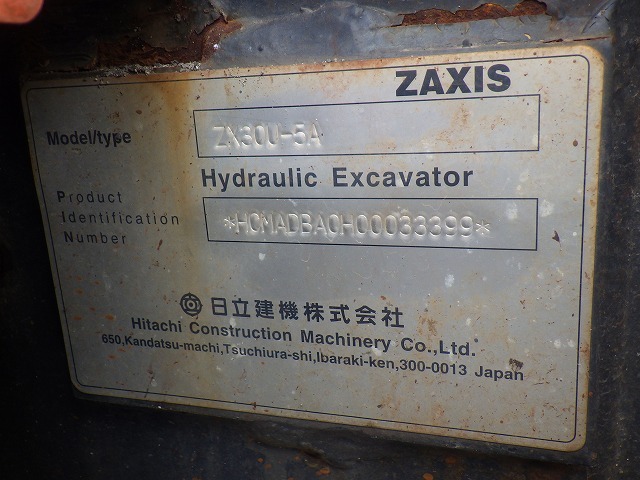 ZAXIS
Model/type ZX30U-5A
Hydraulic Excavator
Product
Identification
Number
*HCMADBA0H00033399*
日立建機株式会社
Hitachi Construction Machinery Co.,Ltd.
650,Kandatsu-machi,Tsuchiura-shi,Ibaraki-ken,300-0013 Japan